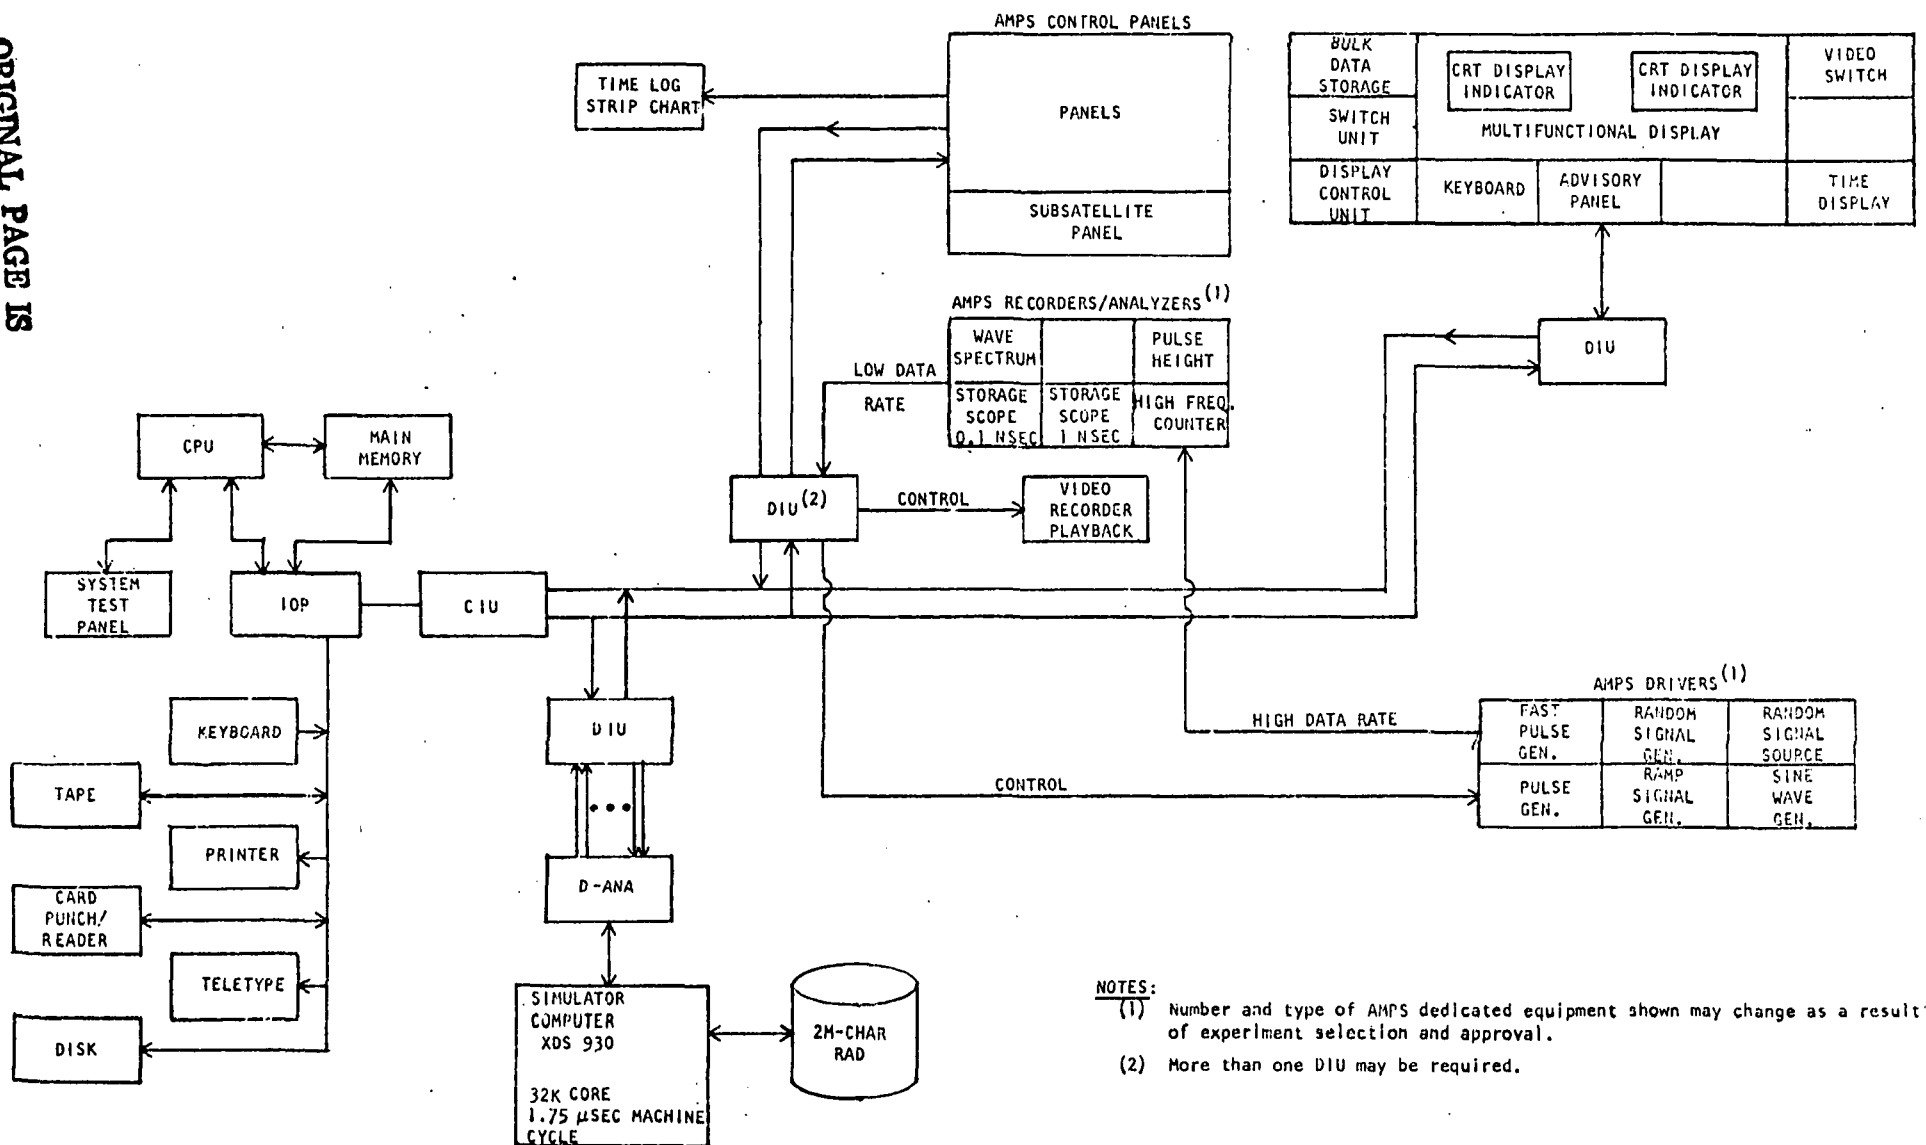 ORIGINAL PAGE IS
AMPS CONTROL PANELS
TIME LOG
STRIP CHART
PANELS
SUBSATELLITE
PANEL
BULK
DATA
STORAGE
CRT DISPLAY
INDICATOR
CRT DISPLAY
INDICATOR
VIDEO
SWITCH
SWITCH
UNIT
MULTIFUNCTIONAL DISPLAY
DISPLAY
CONTROL
UNIT
KEYBOARD
ADVISORY
PANEL
TIME
DISPLAY
AMPS RECORDERS/ANALYZERS(1)
WAVE
SPECTRUM
PULSE
HEIGHT
STORAGE
SCOPE
0.1 NSEC
STORAGE
SCOPE
1 NSEC
HIGH FREQ.
COUNTER
LOW DATA
RATE
DIU
CPU
MAIN
MEMORY
DIU(2)
CONTROL
VIDEO
RECORDER
PLAYBACK
SYSTEM
TEST
PANEL
IOP
CIU
AMPS DRIVERS(1)
HIGH DATA RATE
FAST
PULSE
GEN.
RANDOM
SIGNAL
GEN.
RANDOM
SIGNAL
SOURCE
PULSE
GEN.
RAMP
SIGNAL
GEN.
SINE
WAVE
GEN.
CONTROL
KEYBOARD
DIU
TAPE
PRINTER
D-ANA
CARD
PUNCH/
READER
TELETYPE
DISK
SIMULATOR
COMPUTER
XDS 930
32K CORE
1.75 µSEC MACHINE
CYCLE
2M-CHAR
RAD
NOTES:
(1) Number and type of AMPS dedicated equipment shown may change as a result
of experiment selection and approval.
(2) More than one DIU may be required.